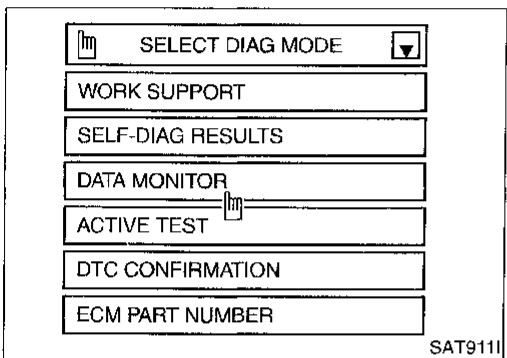 SELECT DIAG MODE
WORK SUPPORT
SELF-DIAG RESULTS
DATA MONITOR
ACTIVE TEST
DTC CONFIRMATION
ECM PART NUMBER
SAT911I